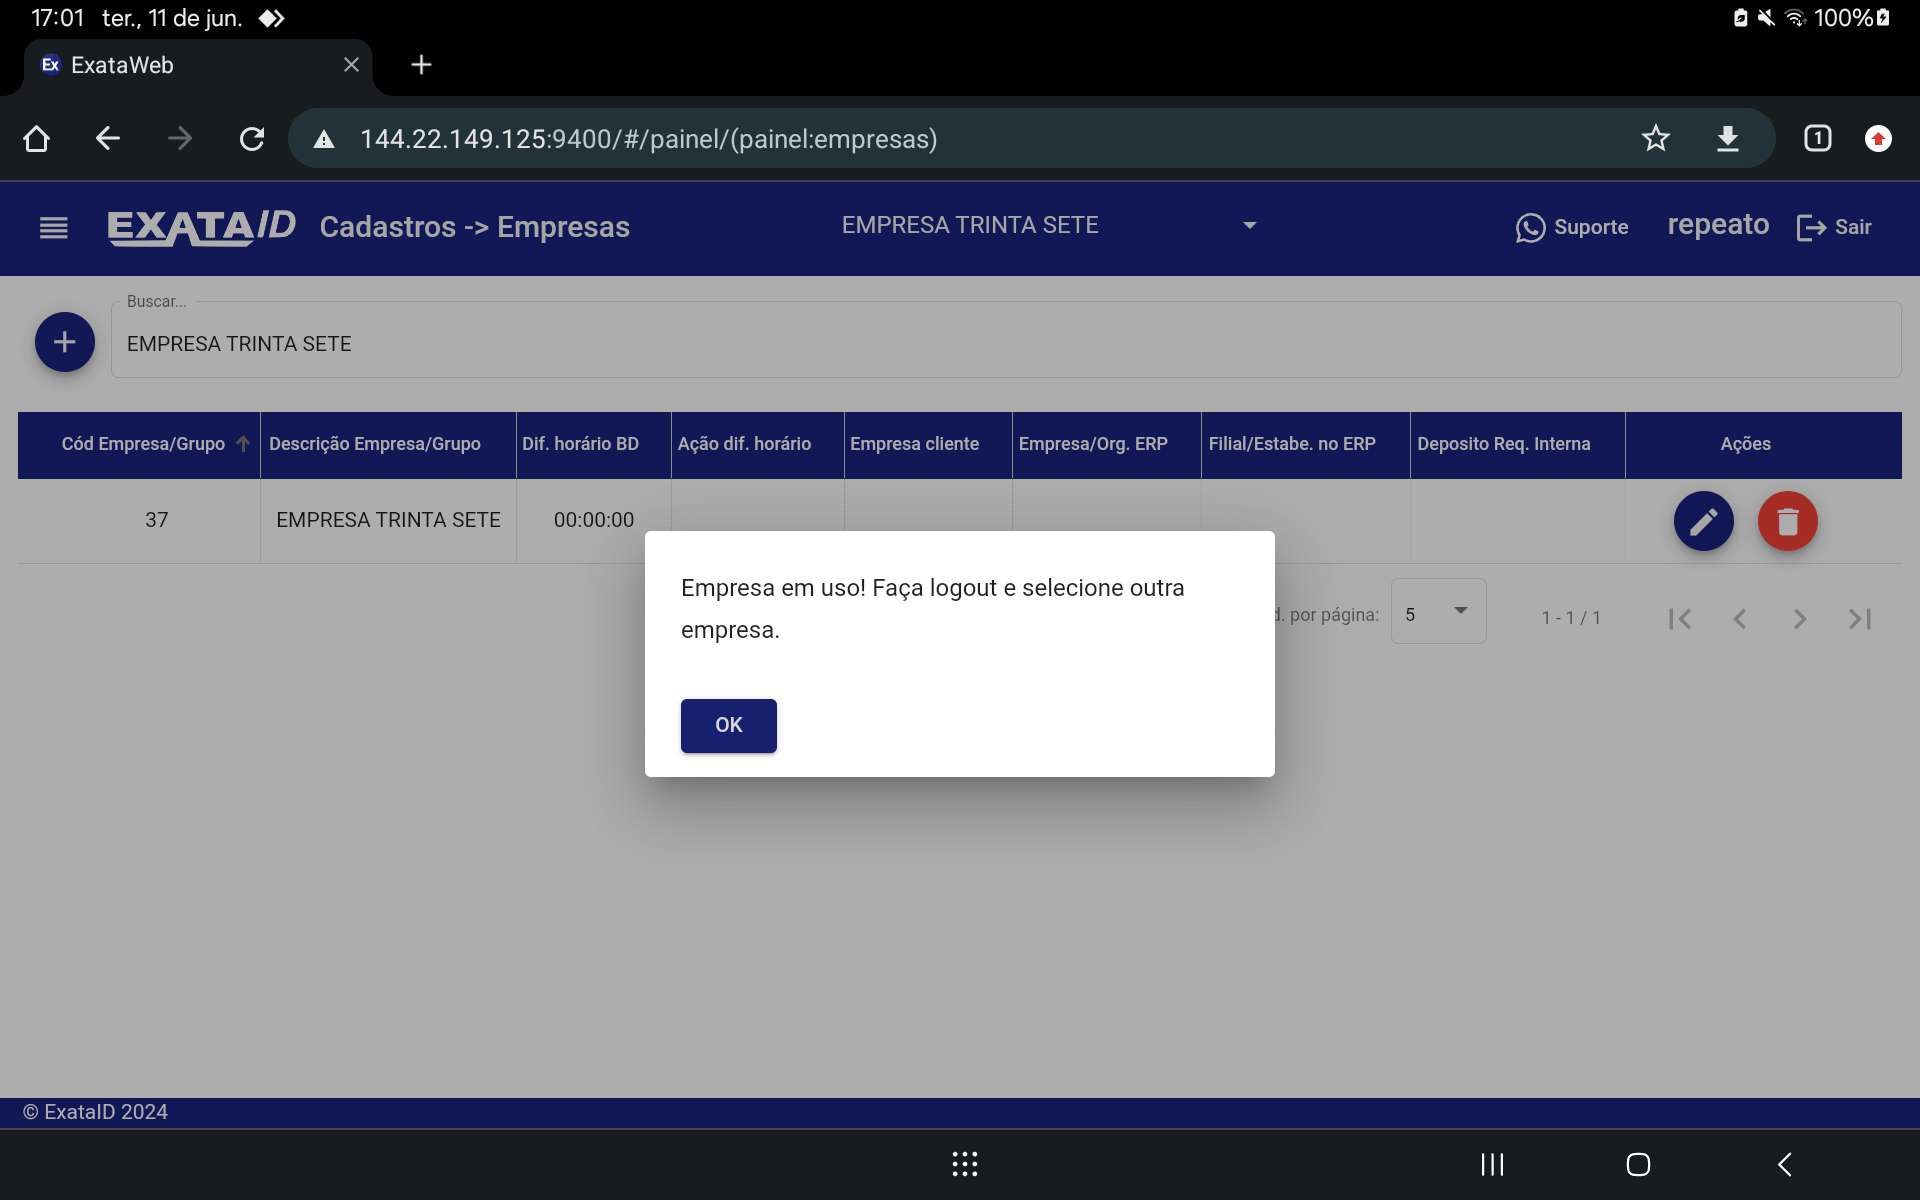 17:01 ter., 11 de jun. 100%
Ex ExataWeb
144.22.149.125:9400/#/painel/(painel:empresas) 1
EXATAID Cadastros -> Empresas EMPRESA TRINTA SETE Suporte repeato Sair
Buscar...
EMPRESA TRINTA SETE
Cód Empresa/Grupo Descrição Empresa/Grupo Dif. horário BD Ação dif. horário Empresa cliente Empresa/Org. ERP Filial/Estabe. no ERP Deposito Req. Interna Ações
37 EMPRESA TRINTA SETE 00:00:00
Empresa em uso! Faça logout e selecione outra
empresa.
OK
d. por página: 5 1 - 1 / 1
© ExataID 2024